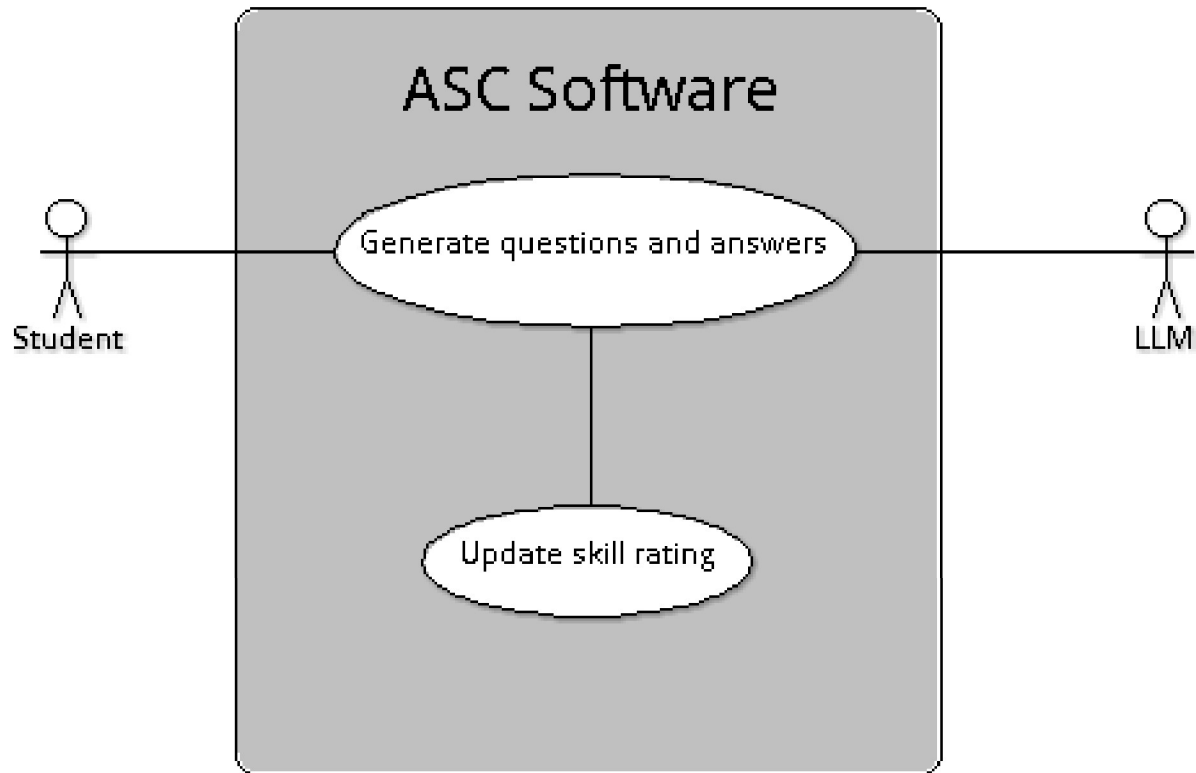 ASC Software
Generate questions and answers
Student
LLM
Update skill rating